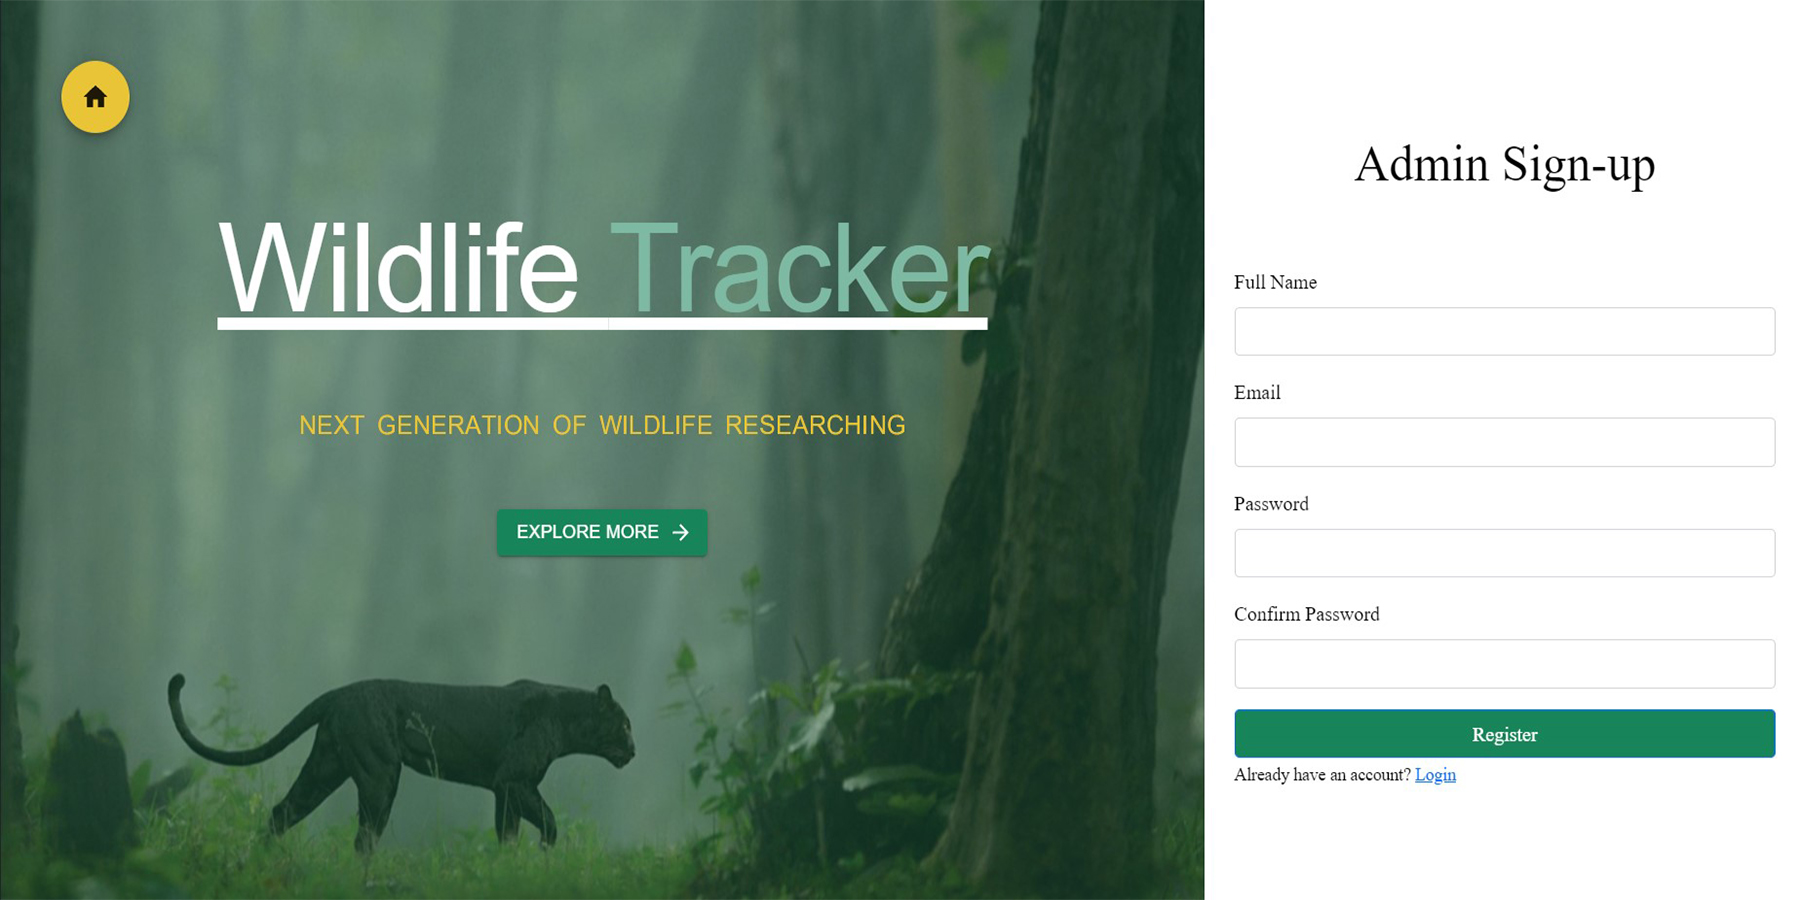 Wildlife Tracker
NEXT GENERATION OF WILDLIFE RESEARCHING
EXPLORE MORE
Admin Sign-up
Full Name
Email
Password
Confirm Password
Register
Already have an account? Login